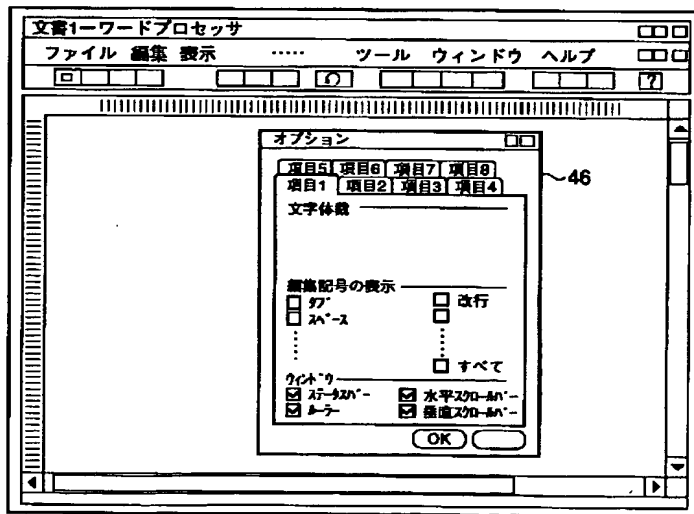 文書1ーワードプロセッサ
ファイル 編集 表示 ..... ツール ウィンドウ ヘルプ
?
オプション
項目5 項目6 項目7 項目8
項目1 項目2 項目3 項目4
46
文字体裁
編集記号の表示
タブ 改行
スペース
すべて
ウィンドウ
ステータスバー 水平スクロールバー
ルーラー 垂直スクロールバー
OK